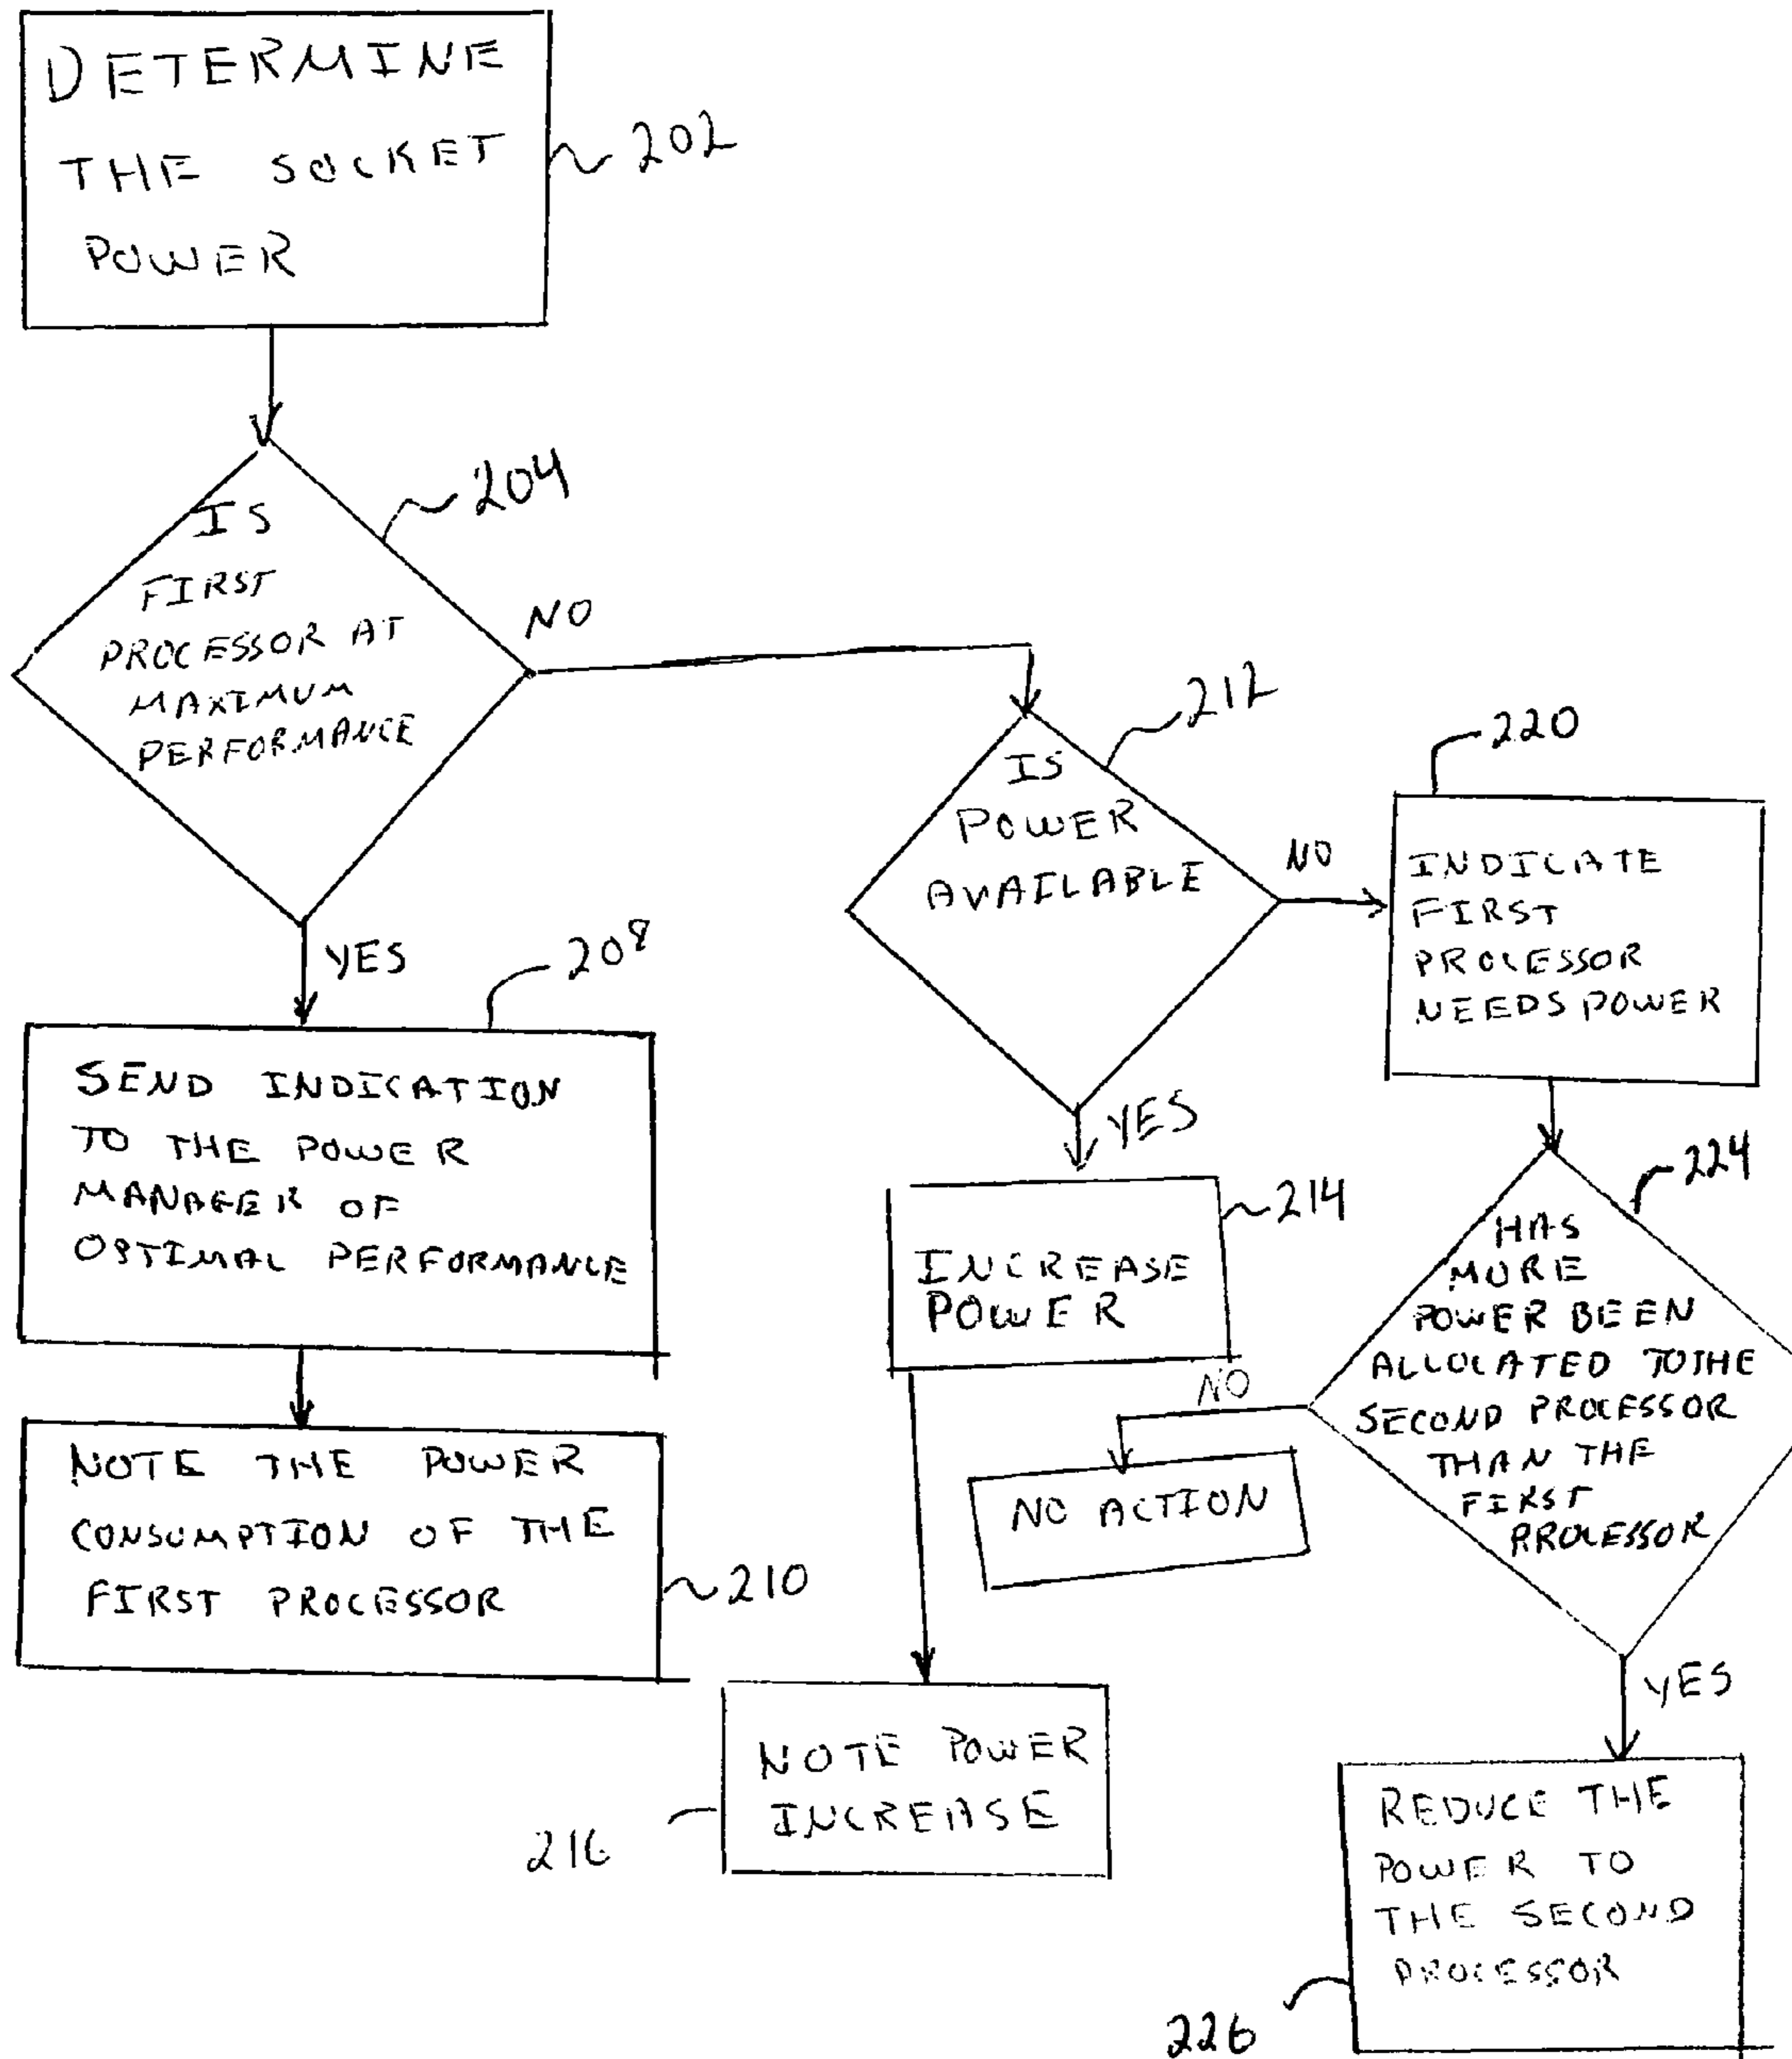 DETERMINE
THE SOCKET
POWER
202
IS
FIRST
PROCESSOR AT
MAXIMUM
PERFORMANCE
204
NO
YES
208
SEND INDICATION
TO THE POWER
MANAGER OF
OPTIMAL PERFORMANCE
NOTE THE POWER
CONSUMPTION OF THE
FIRST PROCESSOR
210
212
IS
POWER
AVAILABLE
NO
YES
214
INCREASE
POWER
NOTE POWER
INCREASE
216
220
INDICATE
FIRST
PROCESSOR
NEEDS POWER
224
HAS
MORE
POWER BEEN
ALLOCATED TO THE
SECOND PROCESSOR
THAN THE
FIRST
PROCESSOR
NO
NO ACTION
YES
REDUCE THE
POWER TO
THE SECOND
PROCESSOR
226